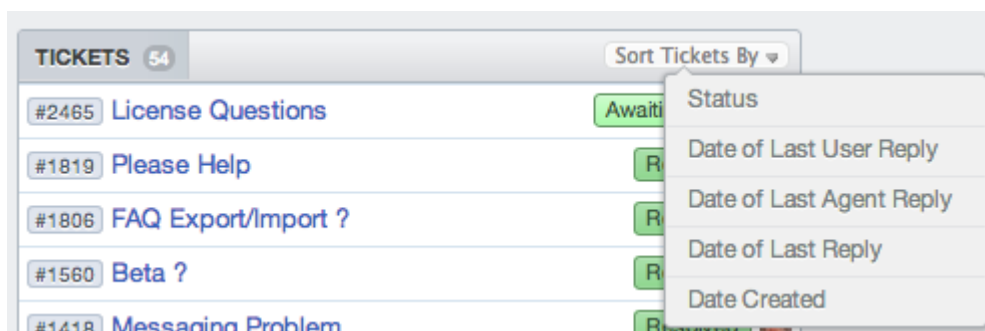 TICKETS 54
Sort Tickets By
#2465 License Questions
Status
#1819 Please Help
Date of Last User Reply
#1806 FAQ Export/Import ?
Date of Last Agent Reply
#1560 Beta ?
Date of Last Reply
#1418 Messaging Problem
Date Created